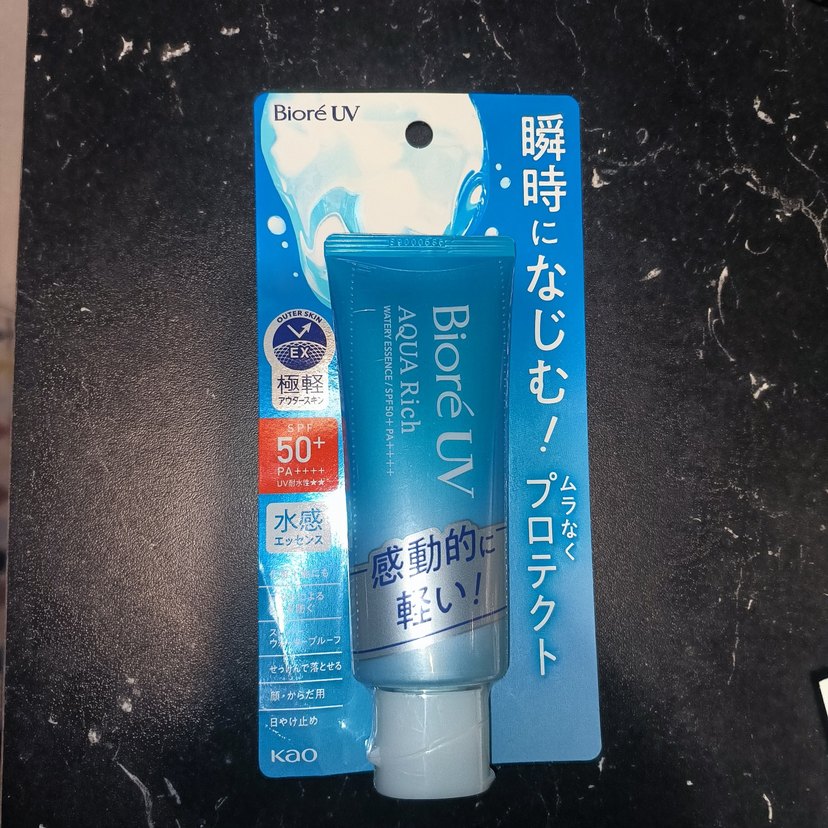 Bioré UV
瞬時になじむ!
ムラなく
プロテクト
OUTER SKIN
EX
極軽
アウタースキン
SPF
50+
PA++++
UV耐水性★★
水感
エッセンス
ウォータープルーフ
せっけんで落とせる
顔・からだ用
日やけ止め
Kao
Bioré UV
AQUA Rich
WATERY ESSENCE / SPF50+ PA++++
感動的に
軽い!